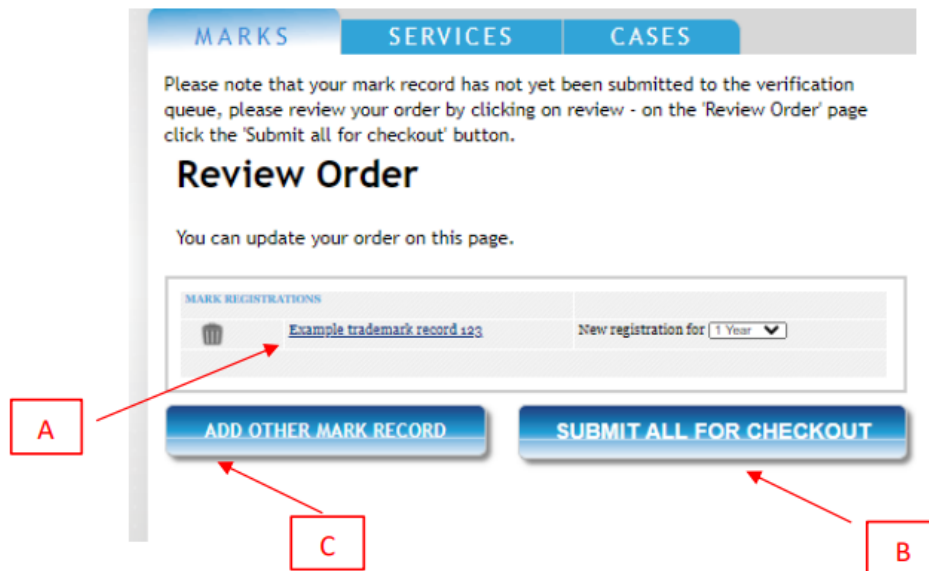 MARKS SERVICES CASES
Please note that your mark record has not yet been submitted to the verification
queue, please review your order by clicking on review - on the 'Review Order' page
click the 'Submit all for checkout' button.
Review Order
You can update your order on this page.
MARK REGISTRATIONS
Example trademark record 123 New registration for 1 Year
A
ADD OTHER MARK RECORD SUBMIT ALL FOR CHECKOUT
C
B